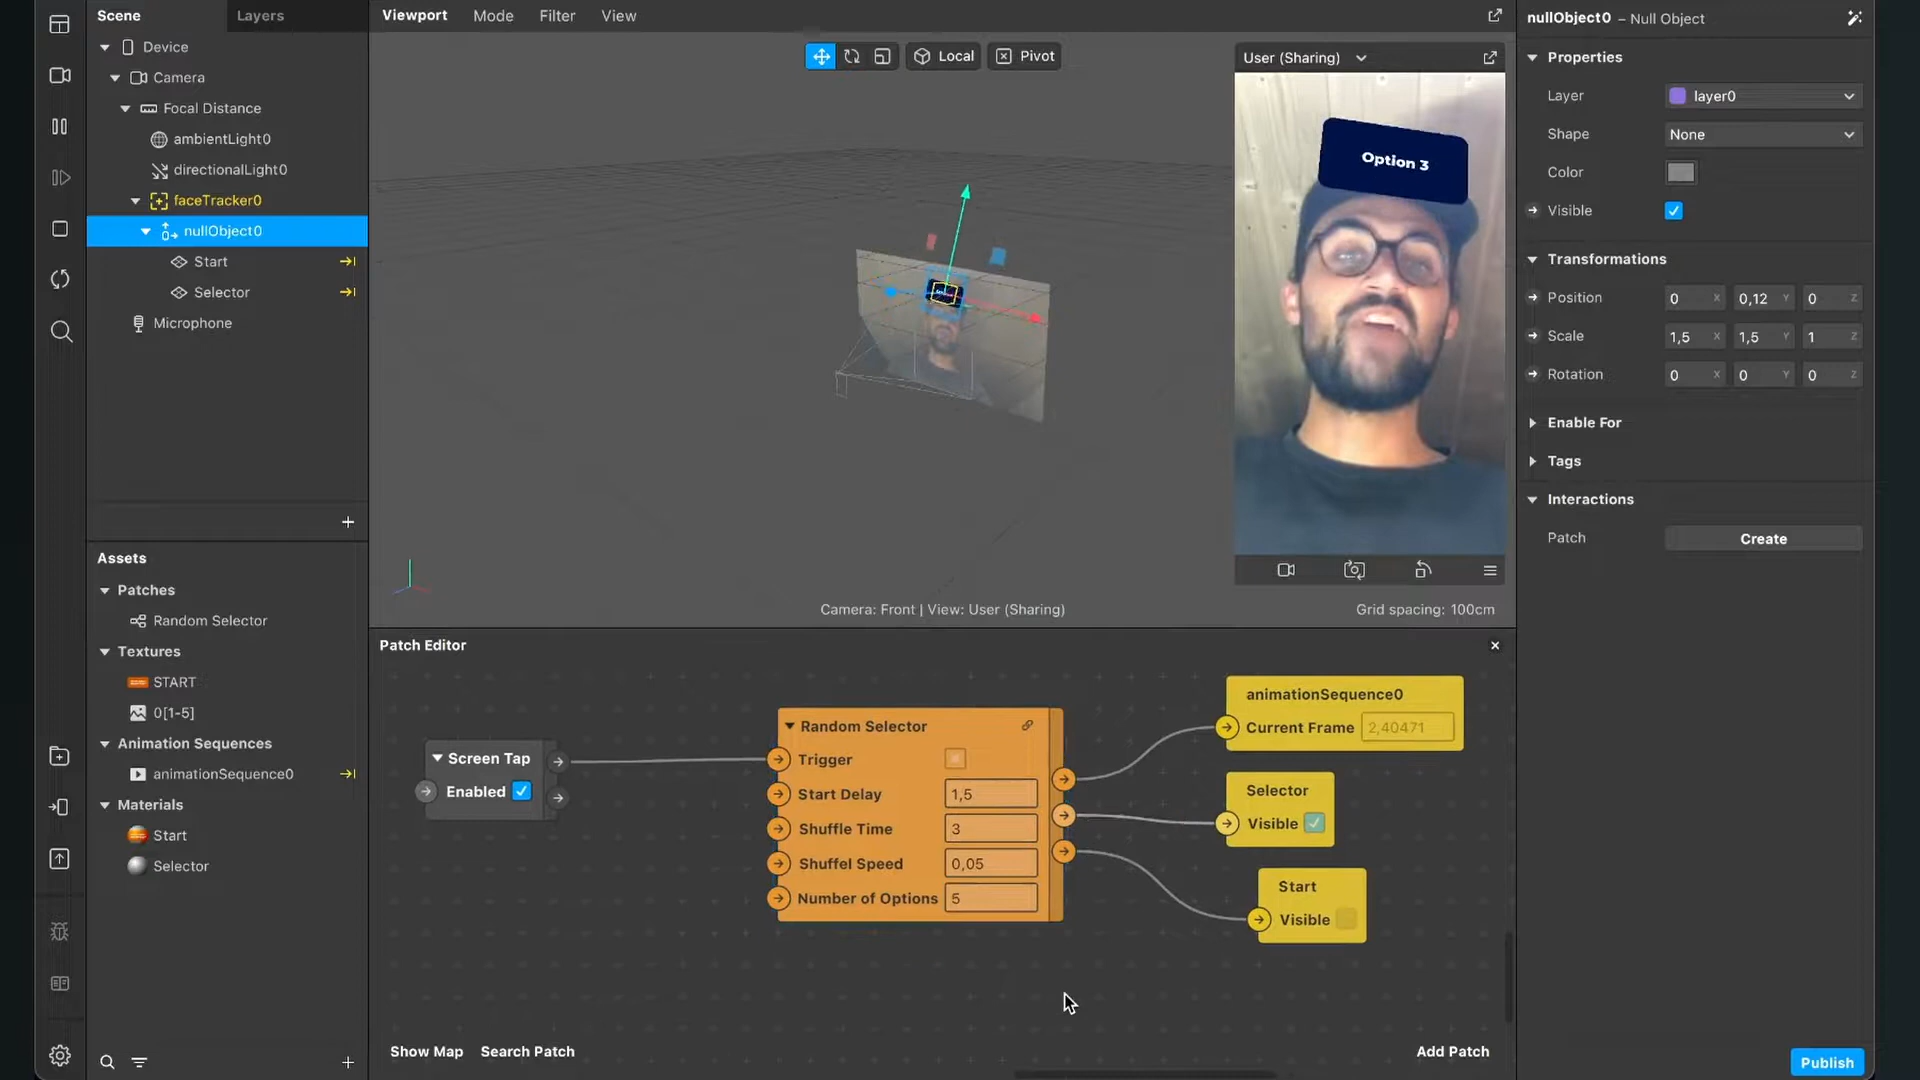 Scene
Layers
Device
Camera
Focal Distance
ambientLight0
directionalLight0
faceTracker0
nullObject0
Start
Selector
Microphone
Assets
Patches
Random Selector
Textures
START
0[1-5]
Animation Sequences
animationSequence0
Materials
Start
Selector
Viewport Mode Filter View
Local
Pivot
User (Sharing)
Option 3
Camera: Front | View: User (Sharing)
Grid spacing: 100cm
Patch Editor
Screen Tap
Enabled
Random Selector
Trigger
Start Delay 1,5
Shuffle Time 3
Shuffel Speed 0,05
Number of Options 5
animationSequence0
Current Frame 2,40471
Selector
Visible
Start
Visible
Show Map Search Patch
Add Patch
nullObject0 – Null Object
Properties
Layer layer0
Shape None
Color
Visible
Transformations
Position 0 X 0,12 Y 0 Z
Scale 1,5 X 1,5 Y 1 Z
Rotation 0 X 0 Y 0 Z
Enable For
Tags
Interactions
Patch Create
Publish